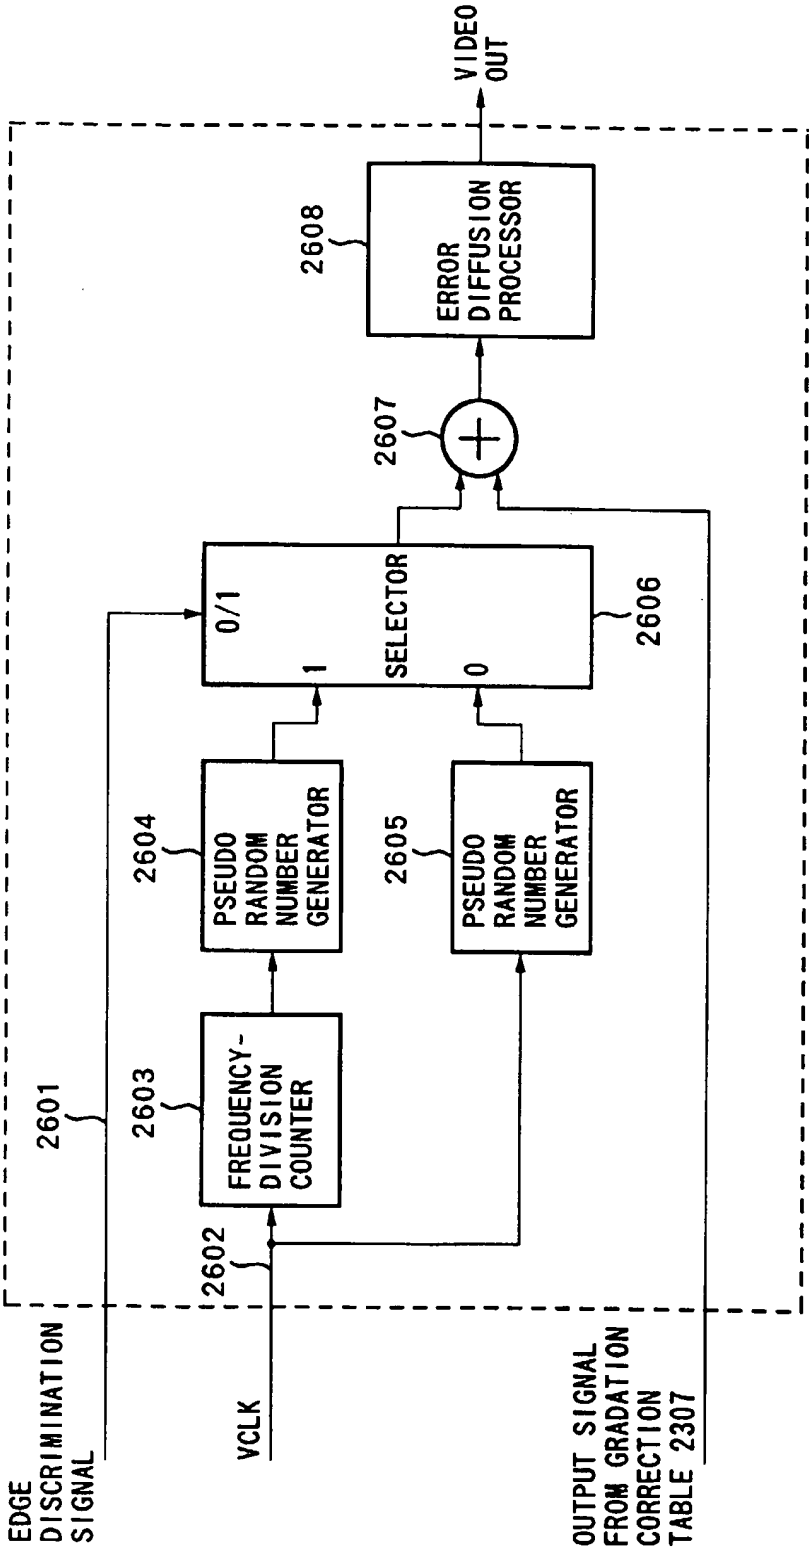 EDGE
DISCRIMINATION
SIGNAL
2601
VCLK
2602
2603
FREQUENCY-
DIVISION
COUNTER
2604
PSEUDO
RANDOM
NUMBER
GENERATOR
2605
PSEUDO
RANDOM
NUMBER
GENERATOR
0/1
1
SELECTOR
0
2606
2607
+
2608
ERROR
DIFFUSION
PROCESSOR
VIDEO
OUT
OUTPUT SIGNAL
FROM GRADATION
CORRECTION
TABLE 2307